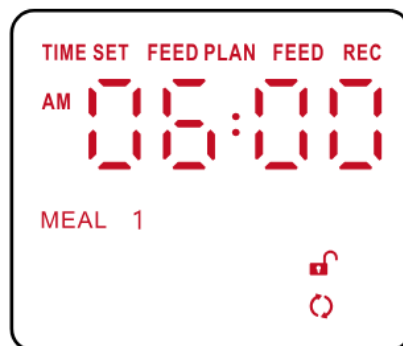 TIME SET FEED PLAN FEED REC
AM 06:00
MEAL 1